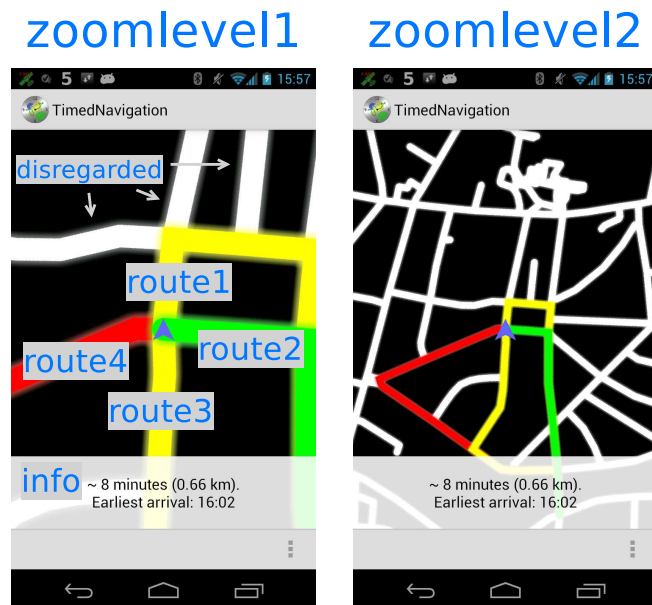 zoomlevel1
zoomlevel2
5
15:57
5
15:57
TimedNavigation
TimedNavigation
disregarded
route1
route2
route4
route3
info
~ 8 minutes (0.66 km).
Earliest arrival: 16:02
~ 8 minutes (0.66 km).
Earliest arrival: 16:02